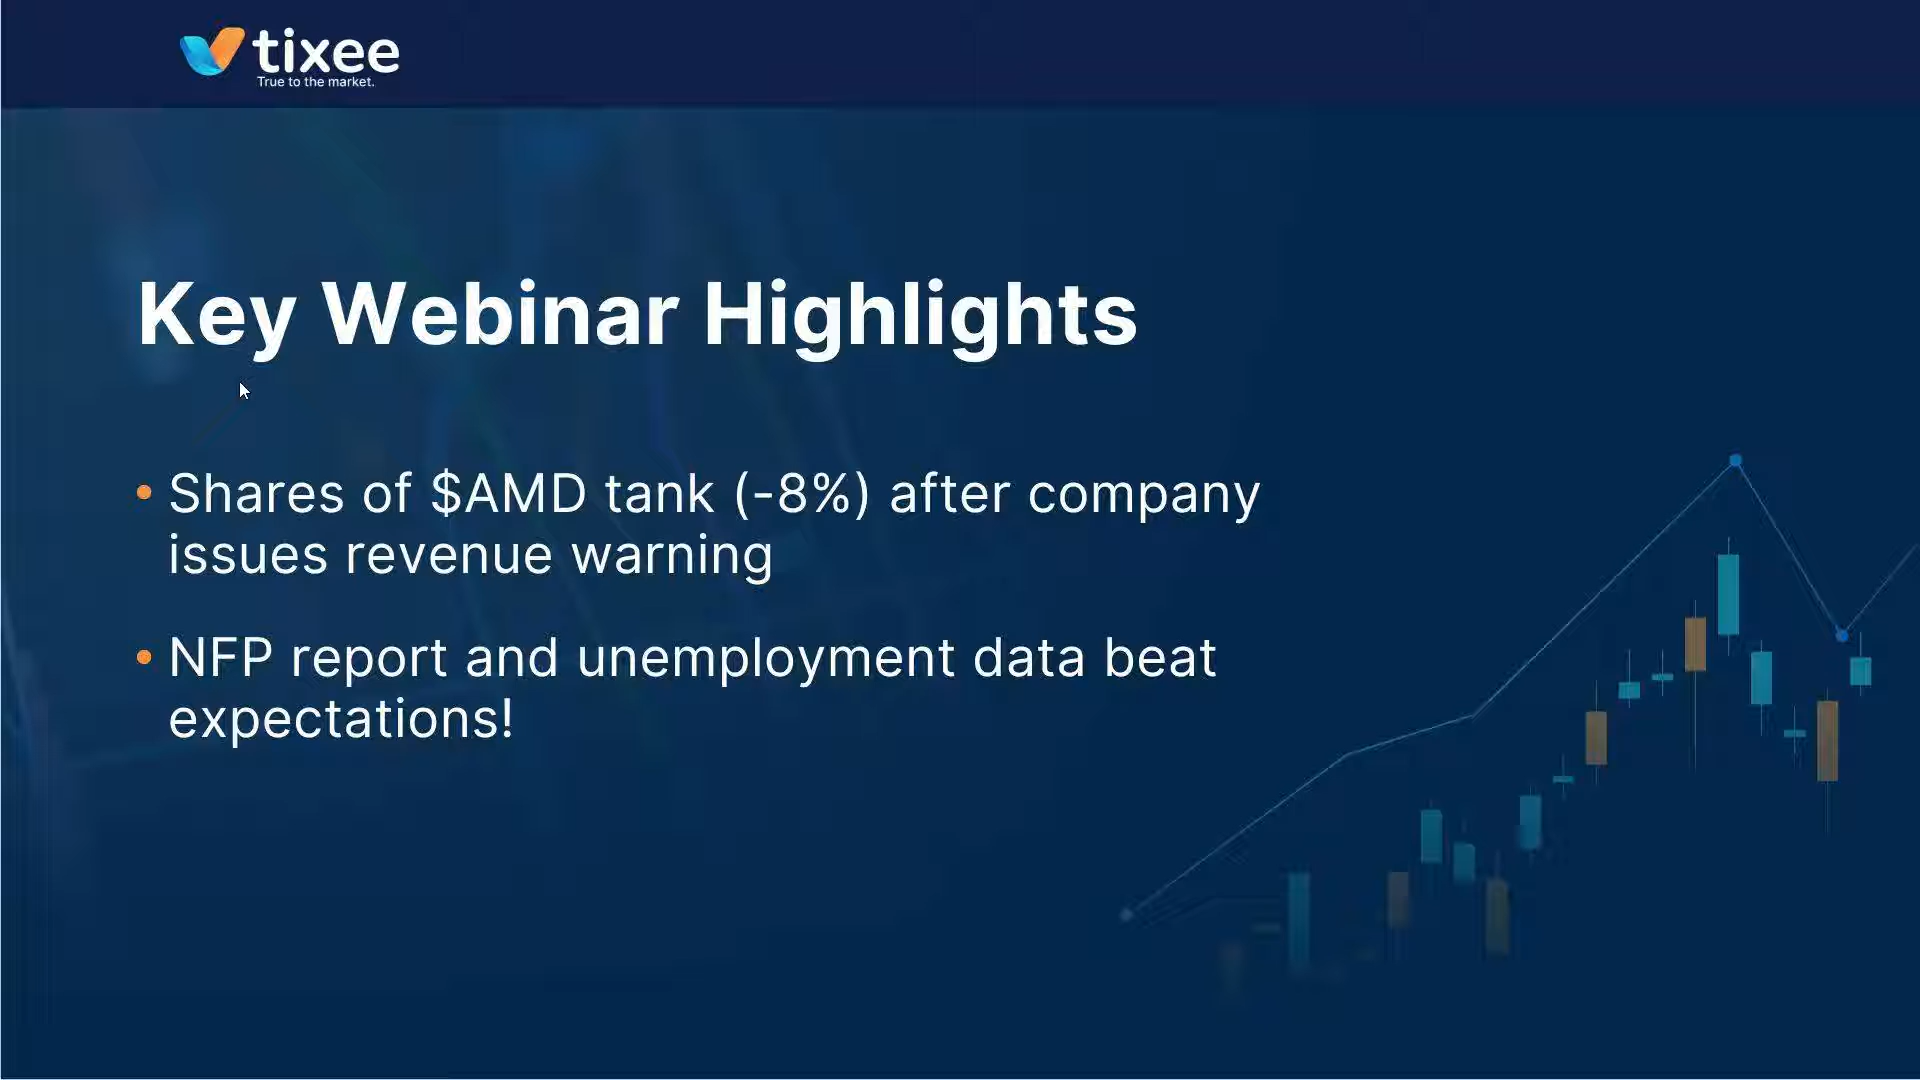 tixee
True to the market.
Key Webinar Highlights
• Shares of $AMD tank (-8%) after company
issues revenue warning
• NFP report and unemployment data beat
expectations!